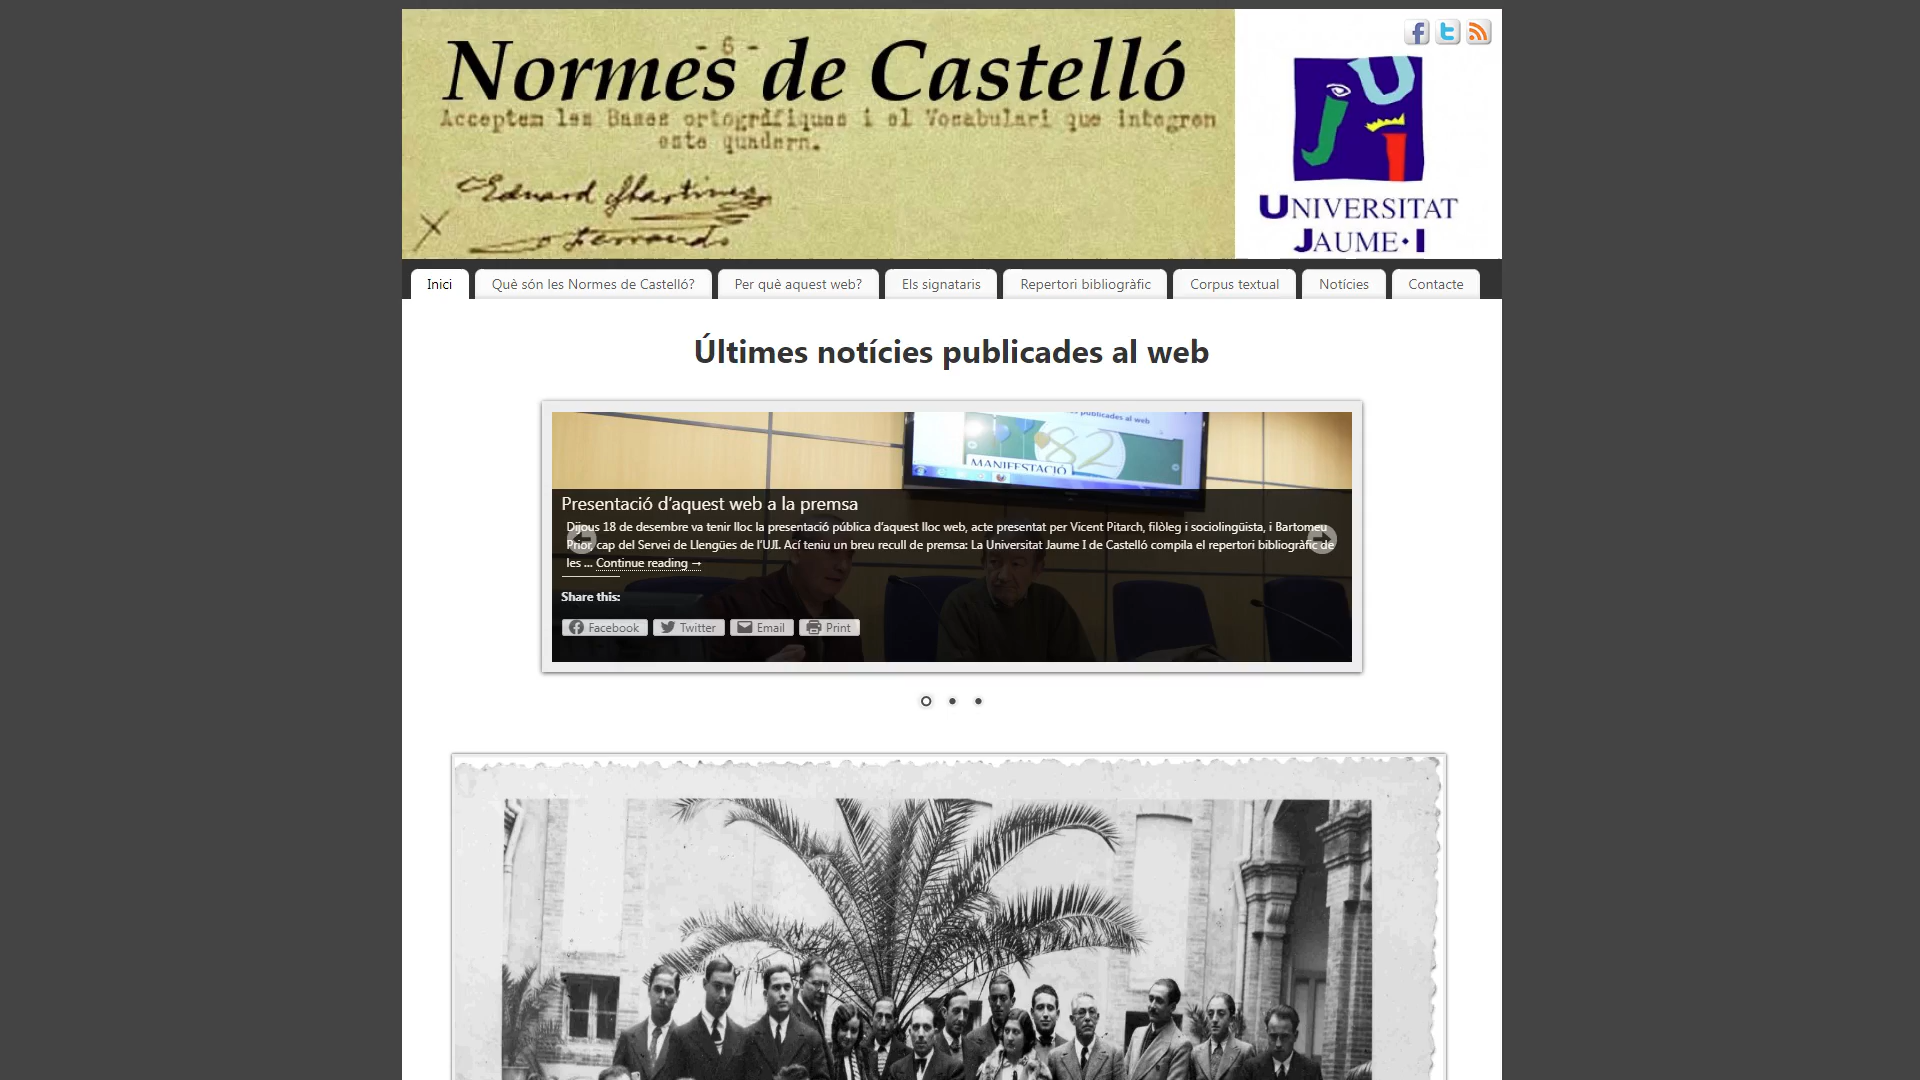 - 6 -
Normes de Castelló
Acceptem les Bases ortogràfiques i el Vocabulari que integren
este quadern.
UNIVERSITAT
JAUME·I
Inici
Què són les Normes de Castelló?
Per què aquest web?
Els signataris
Repertori bibliogràfic
Corpus textual
Notícies
Contacte
Últimes notícies publicades al web
publicades al web
82
MANIFESTACIÓ
Presentació d’aquest web a la premsa
Dijous 18 de desembre va tenir lloc la presentació pública d’aquest lloc web, acte presentat per Vicent Pitarch, filòleg i sociolingüista, i Bartomeu
Prior, cap del Servei de Llengües de l’UJI. Ací teniu un breu recull de premsa: La Universitat Jaume I de Castelló compila el repertori bibliogràfic de
les ... Continue reading →
Share this:
Facebook
Twitter
Email
Print